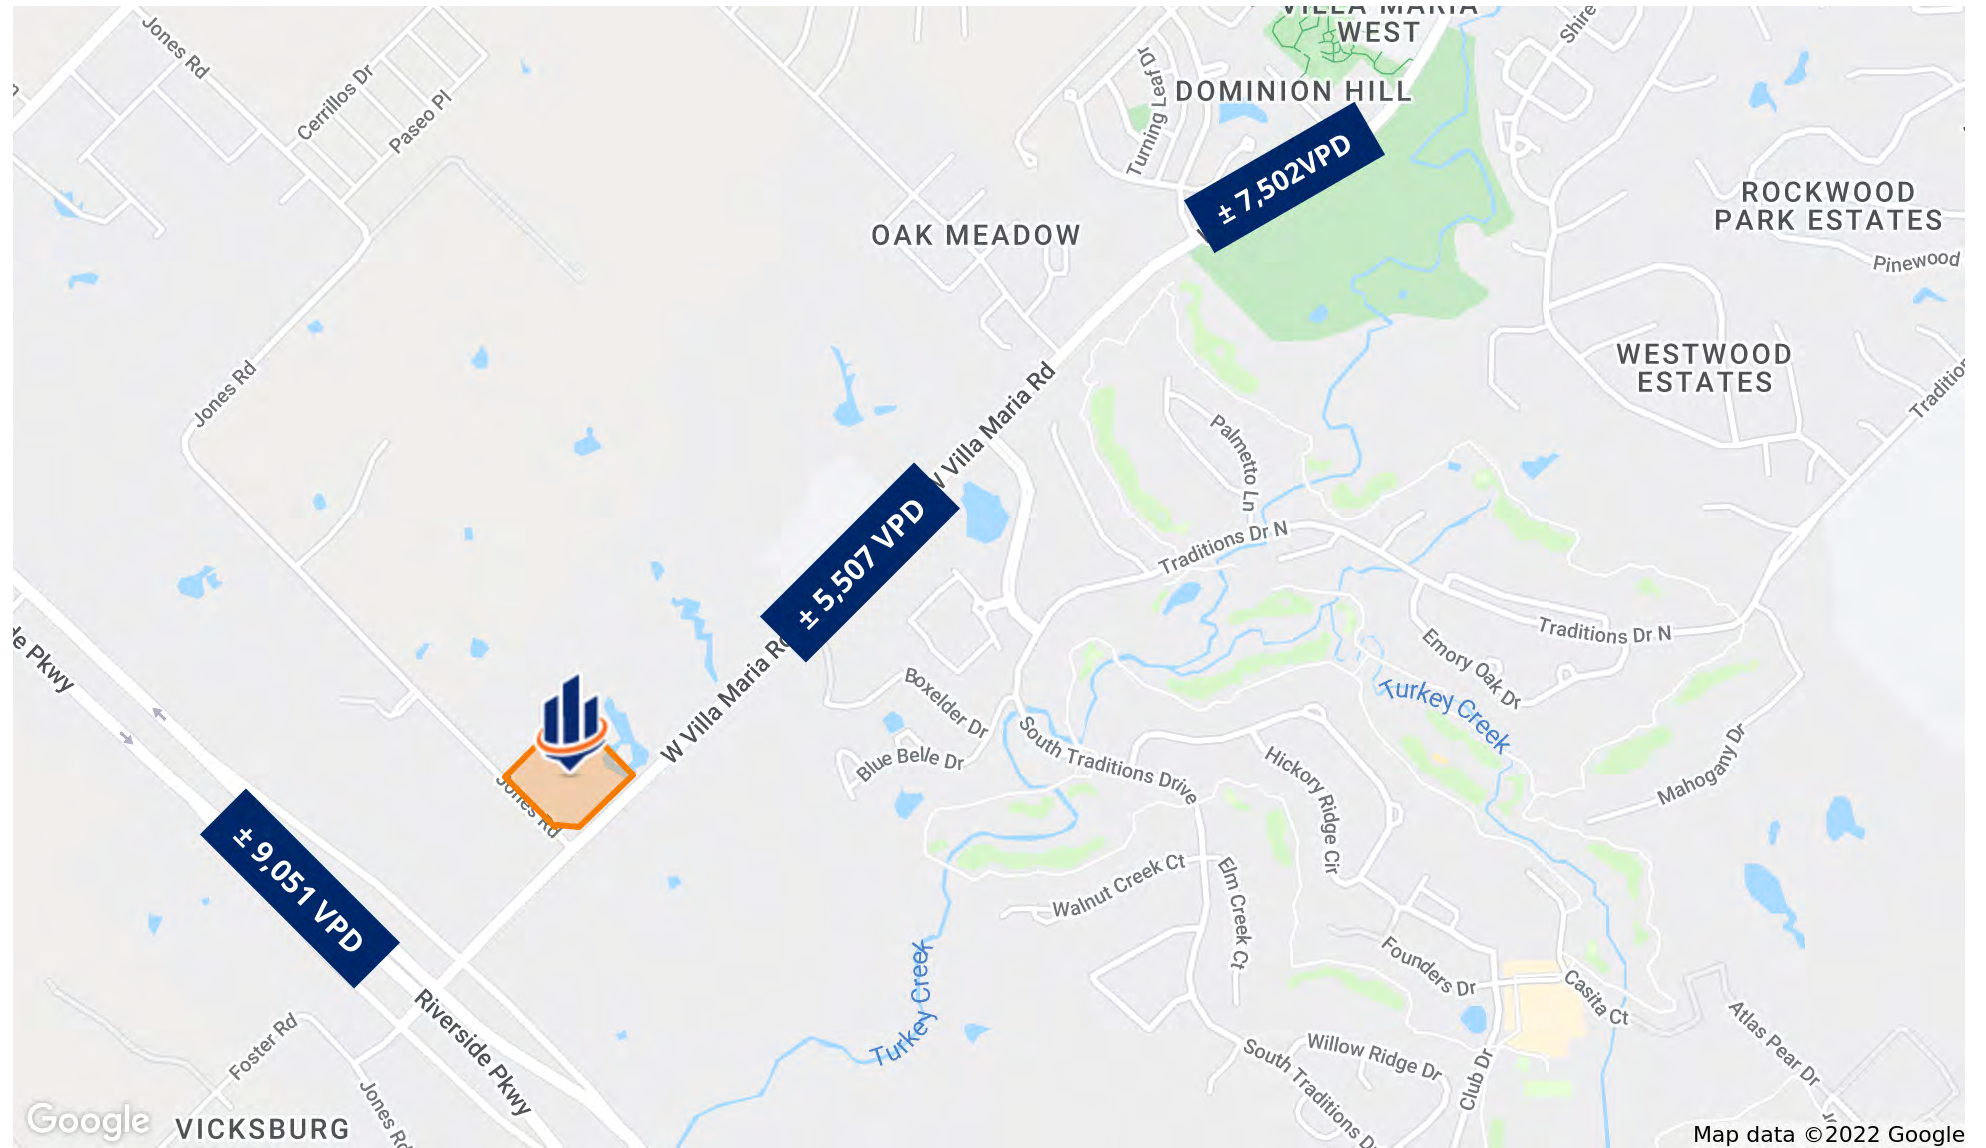 VILLA MARIA
WEST
Jones Rd
Shire
Cerrillos Dr
Paseo Pl
Turning Leaf Dr
DOMINION HILL
± 7,502VPD
ROCKWOOD
PARK ESTATES
OAK MEADOW
Pinewood
WESTWOOD
ESTATES
Jones Rd
W Villa Maria Rd
Palmetto Ln
Traditions Dr N
± 5,507 VPD
Traditions Dr N
Emory Oak Dr
Turkey Creek
W Villa Maria Rd
Boxelder Dr
Blue Belle Dr
South Traditions Drive
Hickory Ridge Cir
Mahogany Dr
Jones Rd
± 9,051 VPD
Walnut Creek Ct
Elm Creek Ct
Turkey Creek
Founders Dr
Casita Ct
Riverside Pkwy
Foster Rd
Jones Rd
Willow Ridge Dr
South Traditions Dr
Club Dr
Atlas Pear Dr
VICKSBURG
Google
Map data ©2022 Google